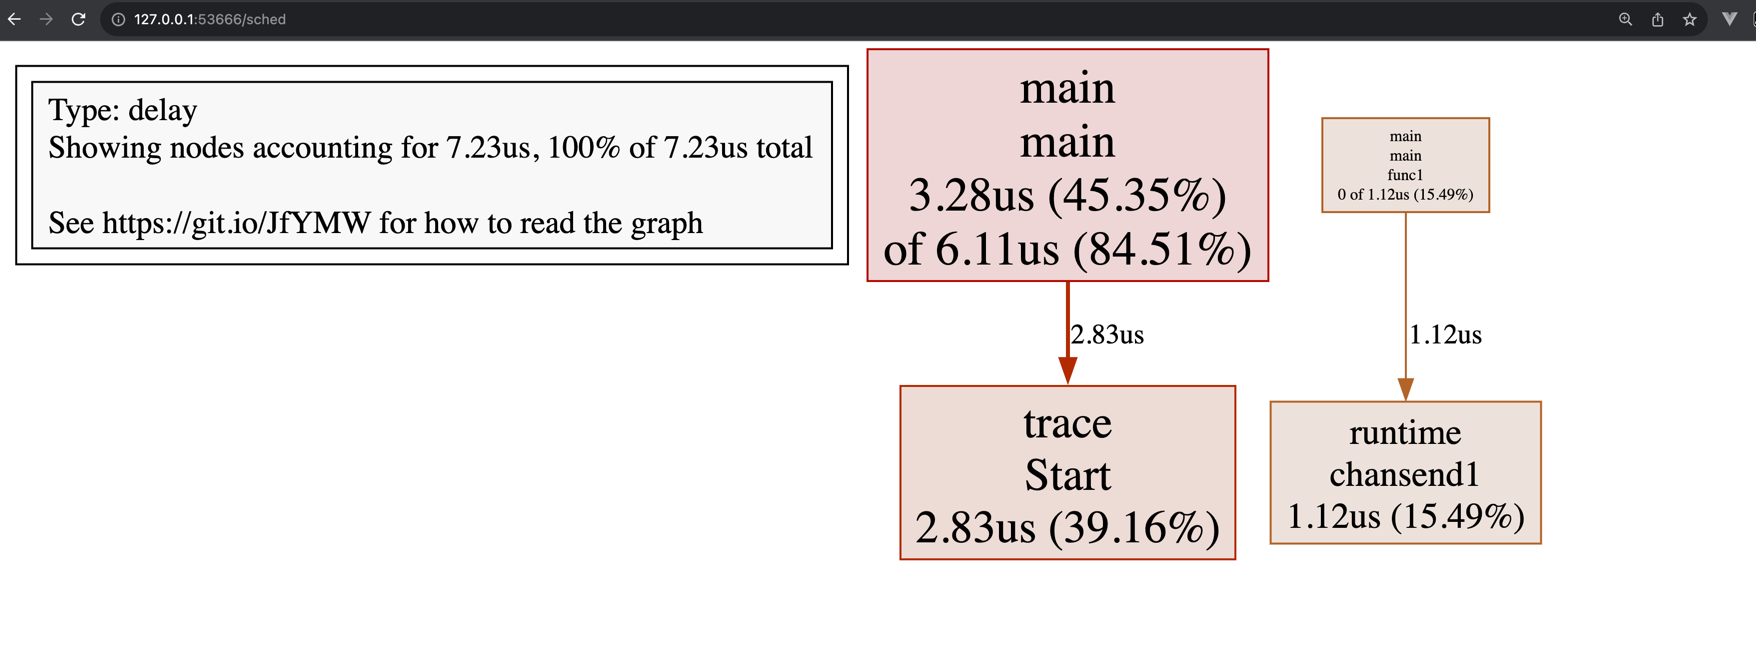 127.0.0.1:53666/sched
Type: delay
Showing nodes accounting for 7.23us, 100% of 7.23us total
See https://git.io/JfYMW for how to read the graph
main
main
3.28us (45.35%)
of 6.11us (84.51%)
main
main
func1
0 of 1.12us (15.49%)
2.83us
1.12us
trace
Start
2.83us (39.16%)
runtime
chansend1
1.12us (15.49%)